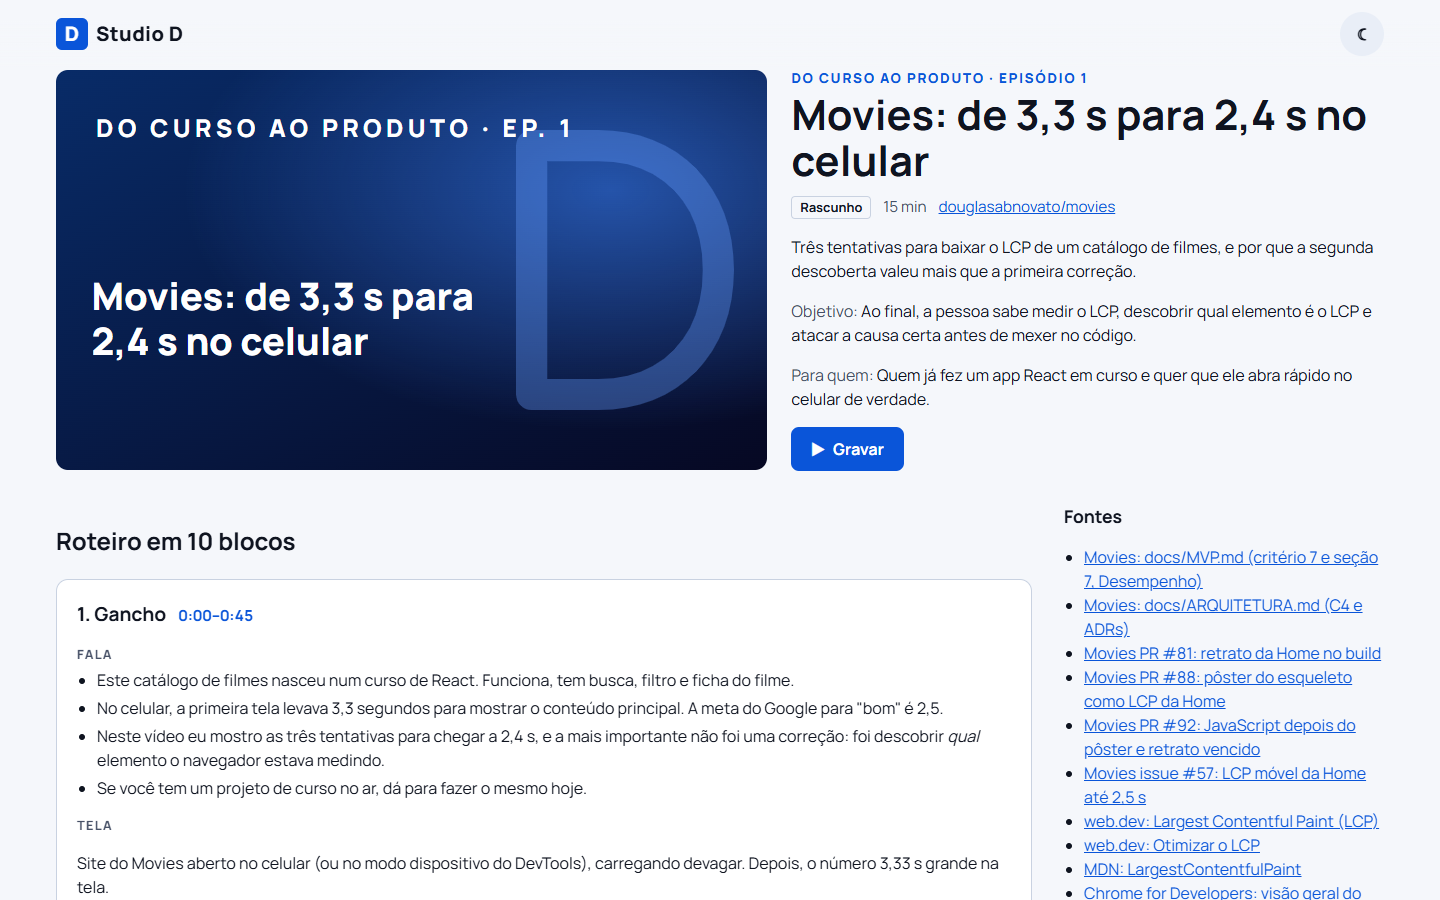 D Studio D
DO CURSO AO PRODUTO · EP. 1
D
Movies: de 3,3 s para
2,4 s no celular
DO CURSO AO PRODUTO · EPISÓDIO 1
Movies: de 3,3 s para 2,4 s no
celular
Rascunho 15 min douglasabnovato/movies
Três tentativas para baixar o LCP de um catálogo de filmes, e por que a segunda
descoberta valeu mais que a primeira correção.
Objetivo: Ao final, a pessoa sabe medir o LCP, descobrir qual elemento é o LCP e
atacar a causa certa antes de mexer no código.
Para quem: Quem já fez um app React em curso e quer que ele abra rápido no
celular de verdade.
▶ Gravar
Roteiro em 10 blocos
1. Gancho 0:00–0:45
FALA
Este catálogo de filmes nasceu num curso de React. Funciona, tem busca, filtro e ficha do filme.
No celular, a primeira tela levava 3,3 segundos para mostrar o conteúdo principal. A meta do Google para "bom" é 2,5.
Neste vídeo eu mostro as três tentativas para chegar a 2,4 s, e a mais importante não foi uma correção: foi descobrir qual
elemento o navegador estava medindo.
Se você tem um projeto de curso no ar, dá para fazer o mesmo hoje.
TELA
Site do Movies aberto no celular (ou no modo dispositivo do DevTools), carregando devagar. Depois, o número 3,33 s grande na
tela.
Fontes
Movies: docs/MVP.md (critério 7 e seção
7, Desempenho)
Movies: docs/ARQUITETURA.md (C4 e
ADRs)
Movies PR #81: retrato da Home no build
Movies PR #88: pôster do esqueleto
como LCP da Home
Movies PR #92: JavaScript depois do
pôster e retrato vencido
Movies issue #57: LCP móvel da Home
até 2,5 s
web.dev: Largest Contentful Paint (LCP)
web.dev: Otimizar o LCP
MDN: LargestContentfulPaint
Chrome for Developers: visão geral do